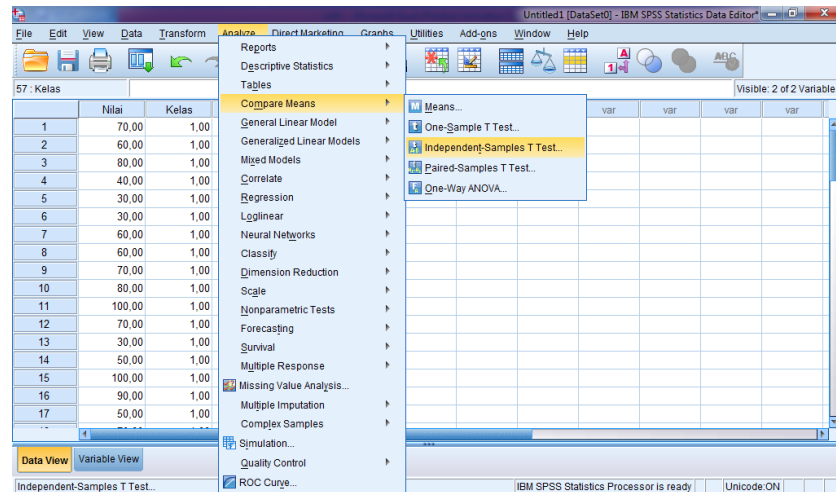 Untitled1 [DataSet0] - IBM SPSS Statistics Data Editor*
File Edit View Data Transform Analyze Direct Marketing Graphs Utilities Add-ons Window Help
57 : Kelas
Visible: 2 of 2 Variable
Nilai Kelas var var var var
1 70,00 1,00
2 60,00 1,00
3 80,00 1,00
4 40,00 1,00
5 30,00 1,00
6 30,00 1,00
7 60,00 1,00
8 60,00 1,00
9 70,00 1,00
10 80,00 1,00
11 100,00 1,00
12 70,00 1,00
13 30,00 1,00
14 50,00 1,00
15 100,00 1,00
16 90,00 1,00
17 50,00 1,00
Reports
Descriptive Statistics
Tables
Compare Means
General Linear Model
Generalized Linear Models
Mixed Models
Correlate
Regression
Loglinear
Neural Networks
Classify
Dimension Reduction
Scale
Nonparametric Tests
Forecasting
Survival
Multiple Response
Missing Value Analysis...
Multiple Imputation
Complex Samples
Simulation...
Quality Control
ROC Curve...
Means...
One-Sample T Test...
Independent-Samples T Test...
Paired-Samples T Test...
One-Way ANOVA...
Data View Variable View
Independent-Samples T Test...
IBM SPSS Statistics Processor is ready Unicode:ON